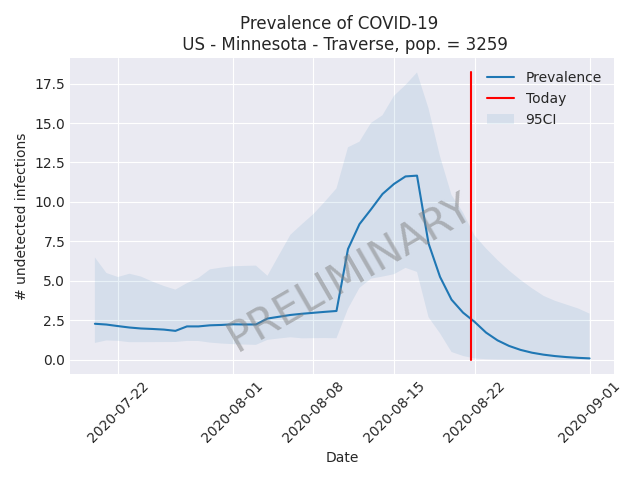 Prevalence of COVID-19
US - Minnesota - Traverse, pop. = 3259
# undetected infections
17.5
15.0
12.5
10.0
7.5
5.0
2.5
0.0
Prevalence
Today
95CI
PRELIMINARY
2020-07-22
2020-08-01
2020-08-08
2020-08-15
2020-08-22
2020-09-01
Date